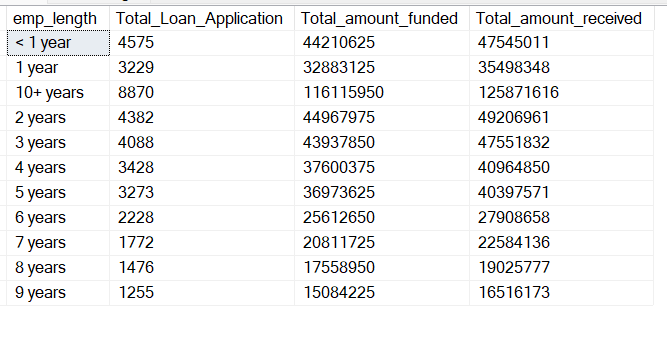 emp_length Total_Loan_Application Total_amount_funded Total_amount_received
< 1 year 4575 44210625 47545011
1 year 3229 32883125 35498348
10+ years 8870 116115950 125871616
2 years 4382 44967975 49206961
3 years 4088 43937850 47551832
4 years 3428 37600375 40964850
5 years 3273 36973625 40397571
6 years 2228 25612650 27908658
7 years 1772 20811725 22584136
8 years 1476 17558950 19025777
9 years 1255 15084225 16516173